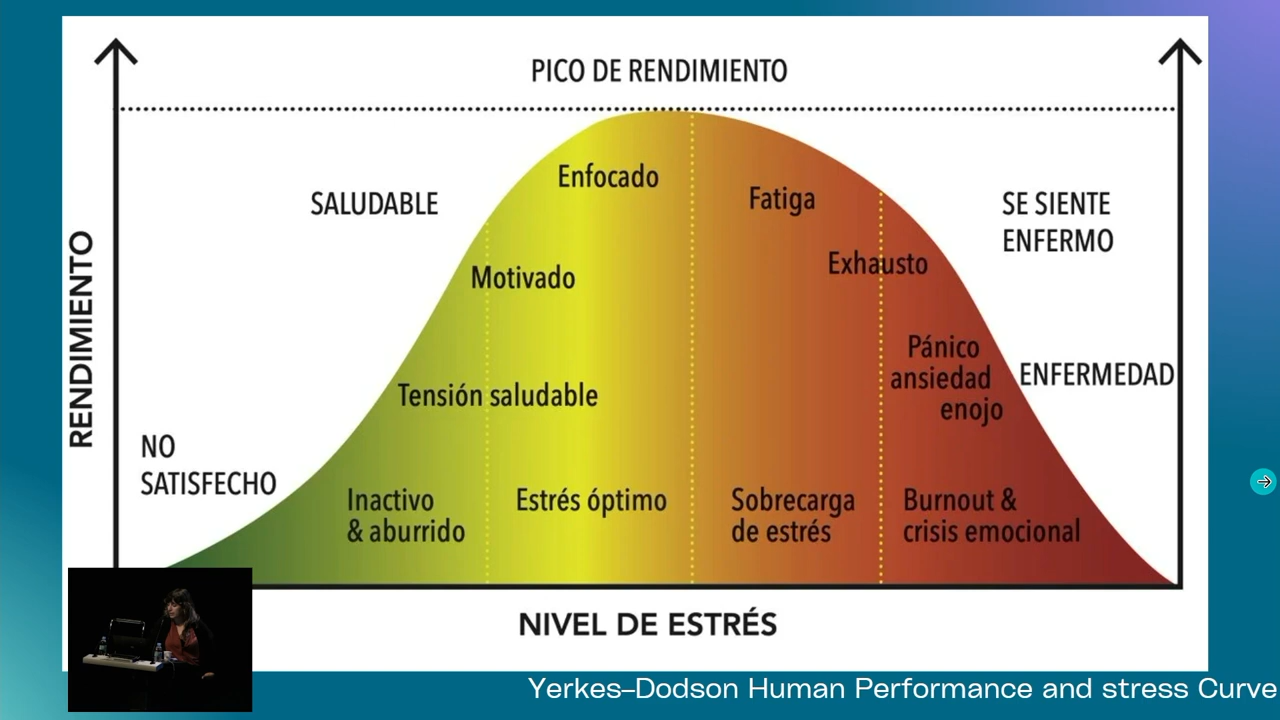 PICO DE RENDIMIENTO
Enfocado
SALUDABLE
Fatiga
SE SIENTE
ENFERMO
RENDIMIENTO
Motivado
Exhausto
Pánico
ansiedad
enojo
ENFERMEDAD
Tensión saludable
NO
SATISFECHO
Inactivo
& aburrido
Estrés óptimo
Sobrecarga
de estrés
Burnout &
crisis emocional
NIVEL DE ESTRÉS
Yerkes–Dodson Human Performance and stress Curve